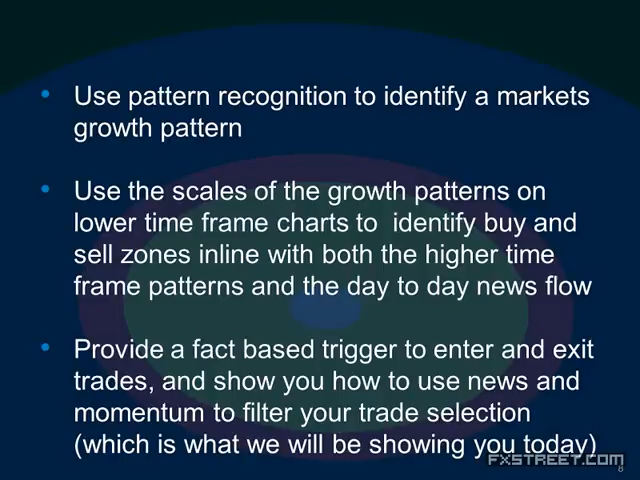 • Use pattern recognition to identify a markets
growth pattern
• Use the scales of the growth patterns on
lower time frame charts to identify buy and
sell zones inline with both the higher time
frame patterns and the day to day news flow
• Provide a fact based trigger to enter and exit
trades, and show you how to use news and
momentum to filter your trade selection
(which is what we will be showing you today)
FXSTREET.COM
8